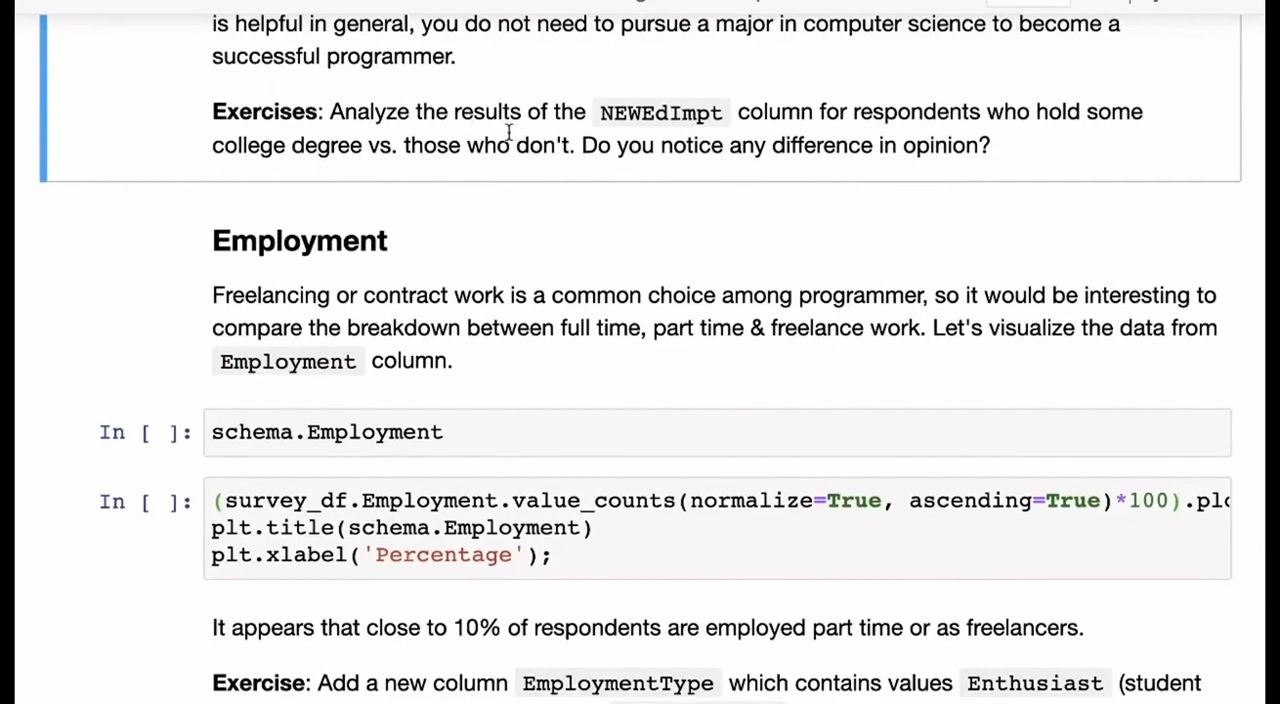 is helpful in general, you do not need to pursue a major in computer science to become a
successful programmer.
Exercises: Analyze the results of the NEWEdImpt column for respondents who hold some
college degree vs. those who don't. Do you notice any difference in opinion?
Employment
Freelancing or contract work is a common choice among programmer, so it would be interesting to
compare the breakdown between full time, part time & freelance work. Let's visualize the data from
Employment column.
In [ ]: schema.Employment
In [ ]: (survey_df.Employment.value_counts(normalize=True, ascending=True)*100).plo
plt.title(schema.Employment)
plt.xlabel('Percentage');
It appears that close to 10% of respondents are employed part time or as freelancers.
Exercise: Add a new column EmploymentType which contains values Enthusiast (student